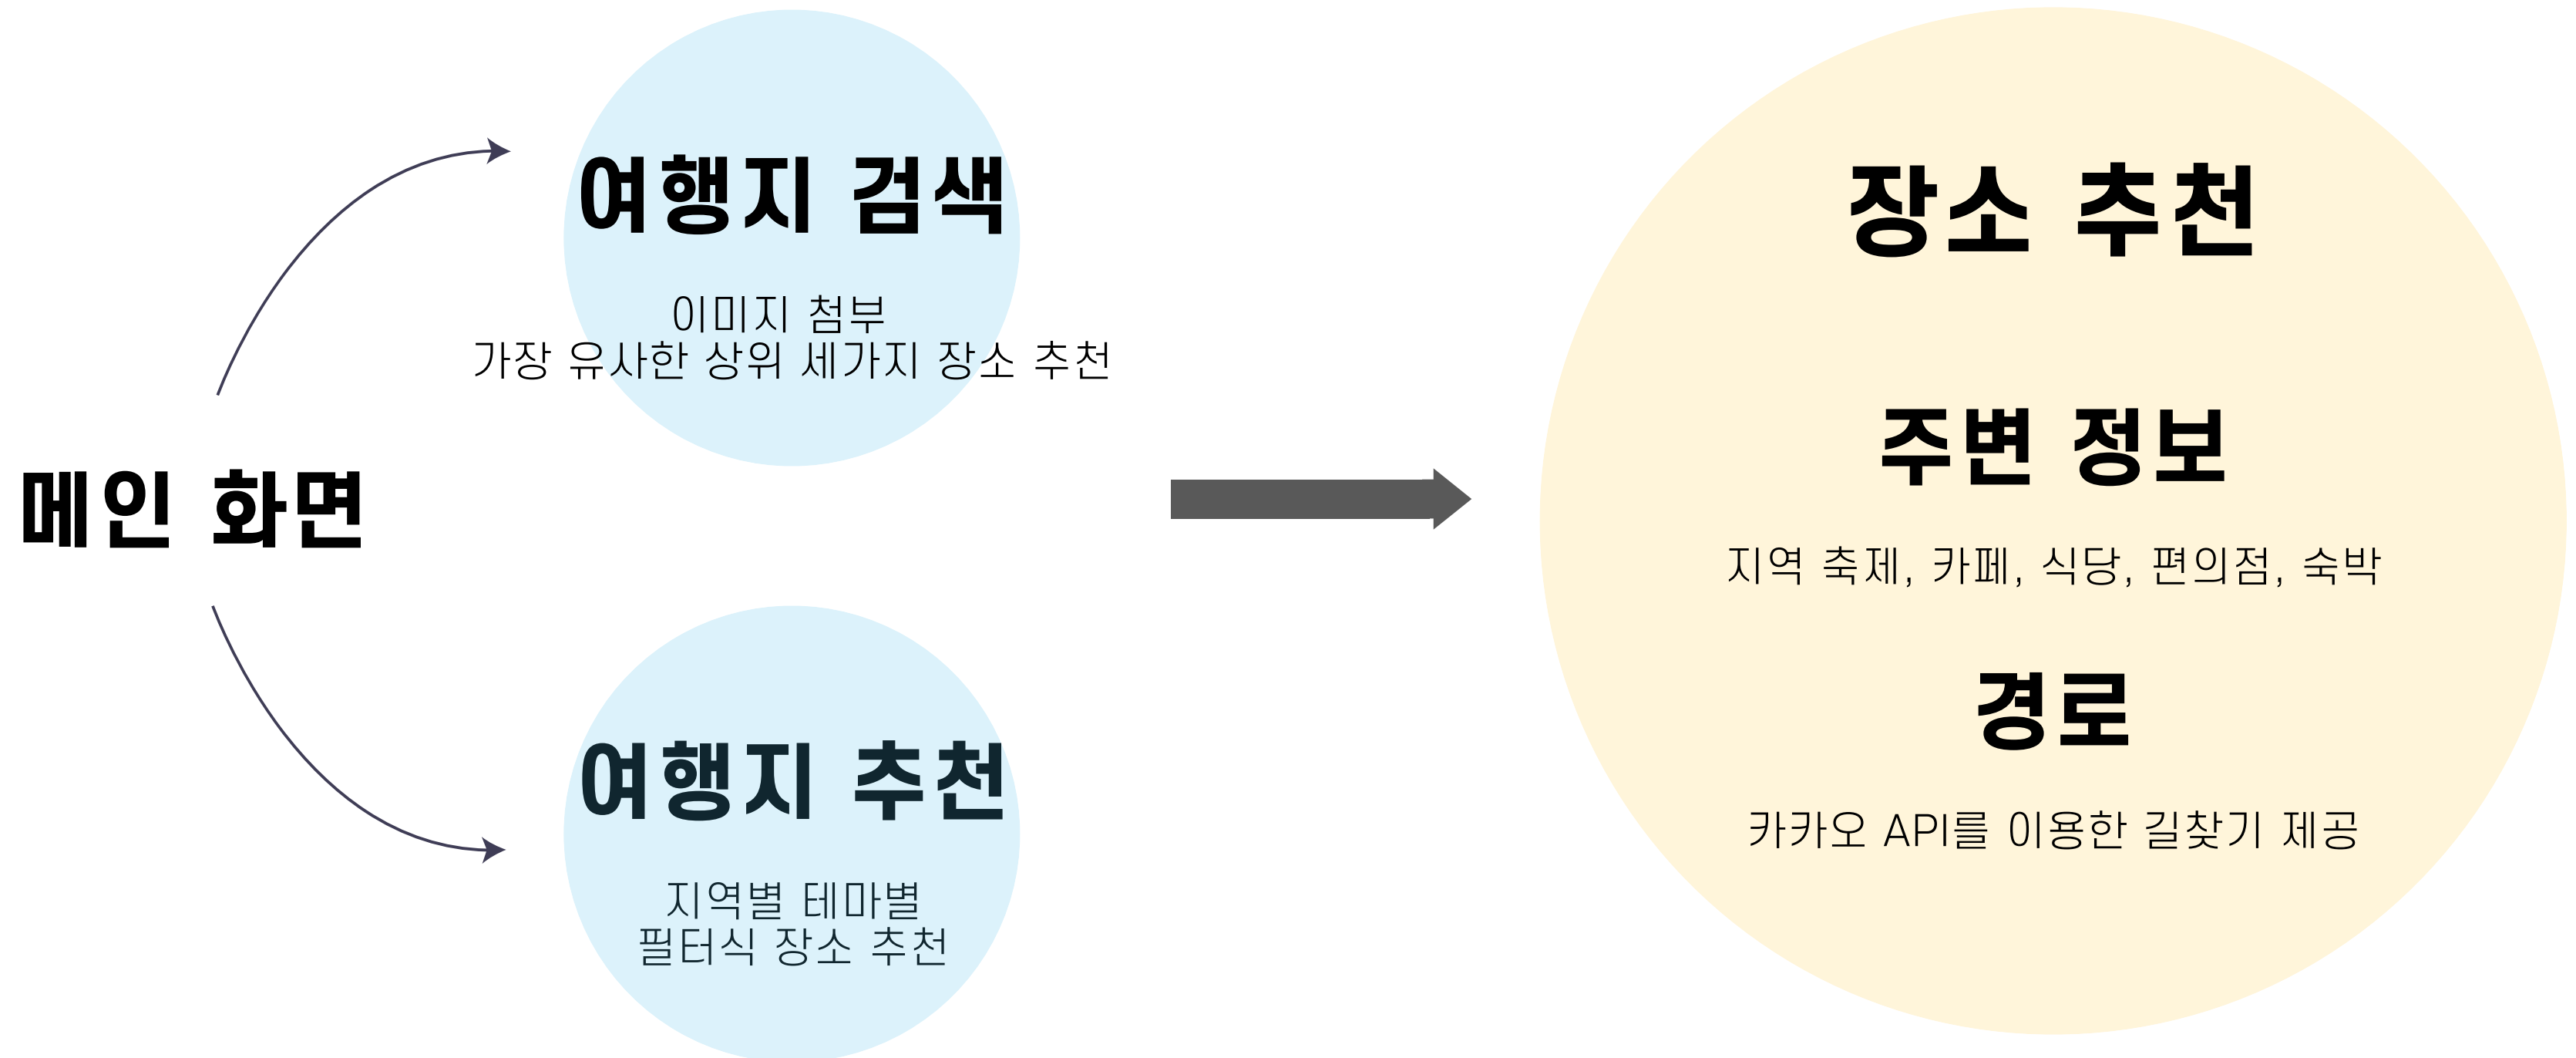 메인 화면
여행지 검색
이미지 첨부
가장 유사한 상위 세가지 장소 추천
여행지 추천
지역별 테마별
필터식 장소 추천
장소 추천
주변 정보
지역 축제, 카페, 식당, 편의점, 숙박
경로
카카오 API를 이용한 길찾기 제공